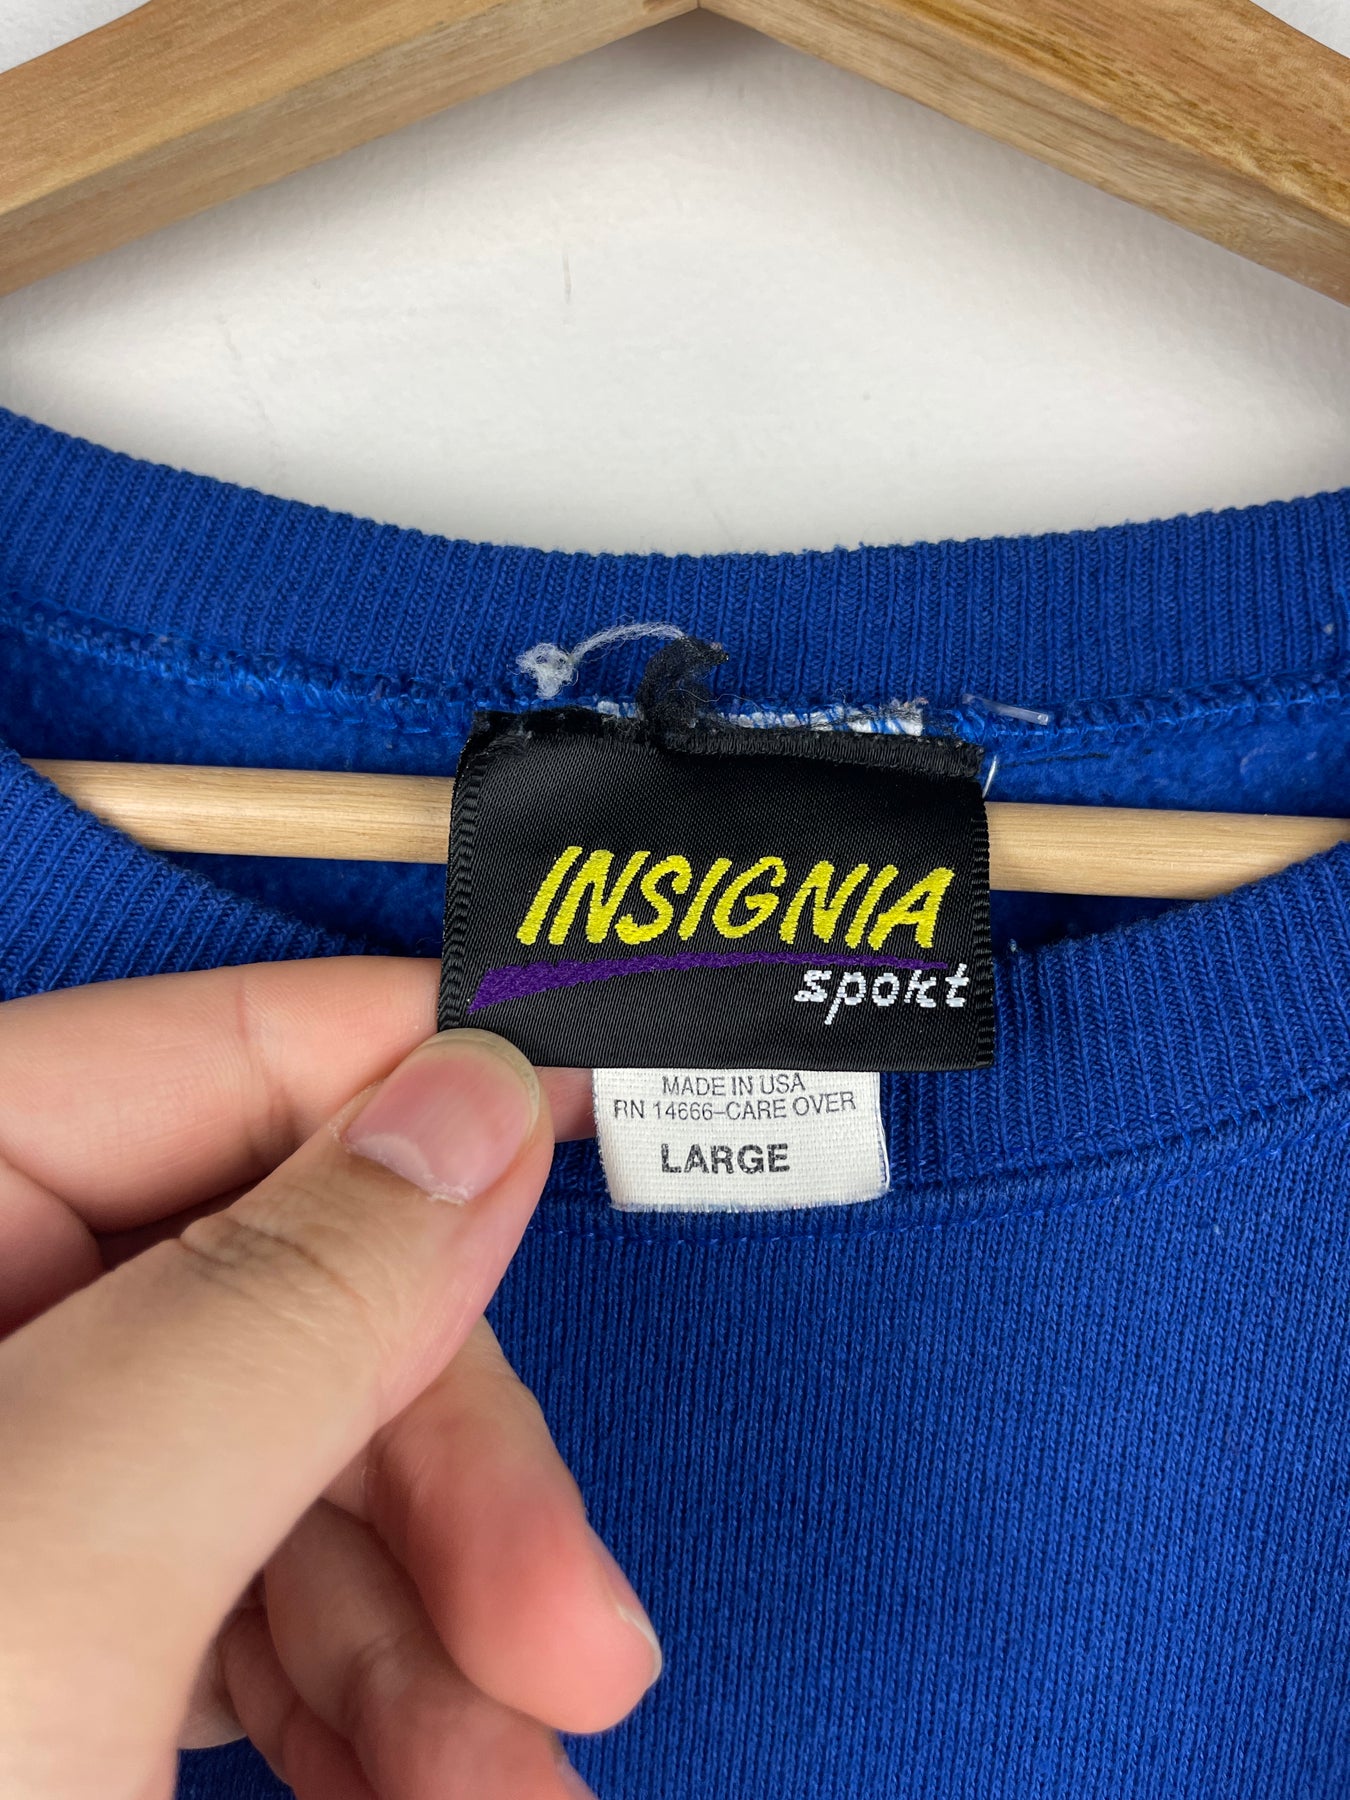 INSIGNIA
sport
MADE IN USA
RN 14666-CARE OVER
LARGE